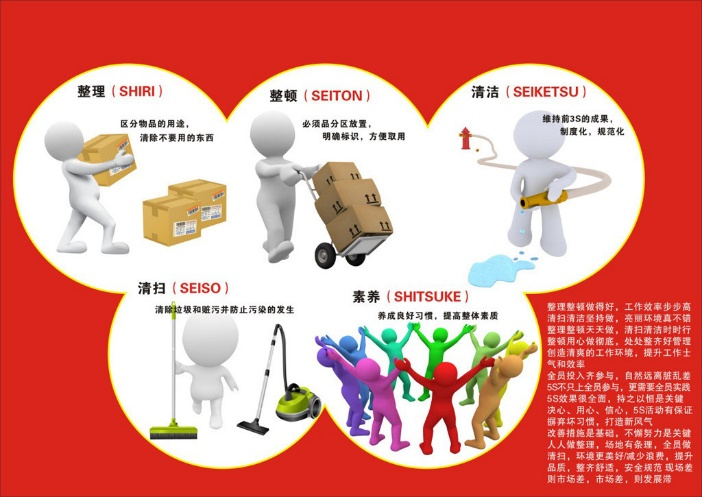 整理（SHIRI）
区分物品的用途，
清除不要用的东西
整顿（SEITON）
必须品分区放置，
明确标识，方便取用
清洁（SEIKETSU）
维持前3S的成果，
制度化，规范化
清扫（SEISO）
清除垃圾和赃污并防止污染的发生
素养（SHITSUKE）
养成良好习惯，提高整体素质
整理整顿做得好，工作效率步步高
清扫清洁坚持做，亮丽环境真不错
整理整顿天天做，清扫清洁时时行
整顿用心做彻底，处处整齐好管理
创造清爽的工作环境，提升工作士
气和效率
全员投入齐参与，自然远离脏乱差
5S不只上全员参与，更需要全员实践
5S效果很全面，持之以恒是关键
决心、用心、信心，5S活动有保证
摒弃坏习惯，打造新风气
改善措施是基础，不懈努力是关键
人人做整理，场地有条理，全员做
清扫，环境更美好/减少浪费，提升
品质，整齐舒适，安全规范 现场差
则市场差，市场差，则发展滞